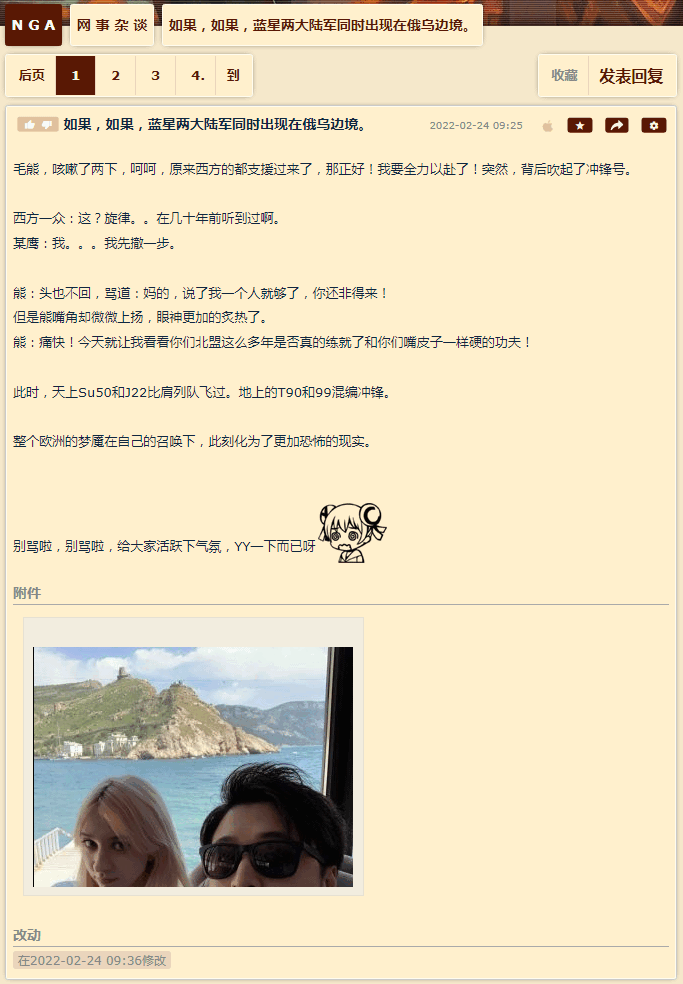 NGA 网事杂谈 如果，如果，蓝星两大陆军同时出现在俄乌边境。
后页 1 2 3 4. 到 收藏 发表回复
如果，如果，蓝星两大陆军同时出现在俄乌边境。 2022-02-24 09:25
毛熊，咳嗽了两下，呵呵，原来西方的都支援过来了，那正好！我要全力以赴了！突然，背后吹起了冲锋号。
西方一众：这？旋律。。在几十年前听到过啊。
某鹰：我。。。我先撤一步。
熊：头也不回，骂道：妈的，说了我一个人就够了，你还非得来！
但是熊嘴角却微微上扬，眼神更加的炙热了。
熊：痛快！今天就让我看看你们北盟这么多年是否真的练就了和你们嘴皮子一样硬的功夫！
此时，天上Su50和J22比肩列队飞过。地上的T90和99混编冲锋。
整个欧洲的梦魇在自己的召唤下，此刻化为了更加恐怖的现实。
别骂啦，别骂啦，给大家活跃下气氛，YY一下而已呀
附件
改动
在2022-02-24 09:36修改